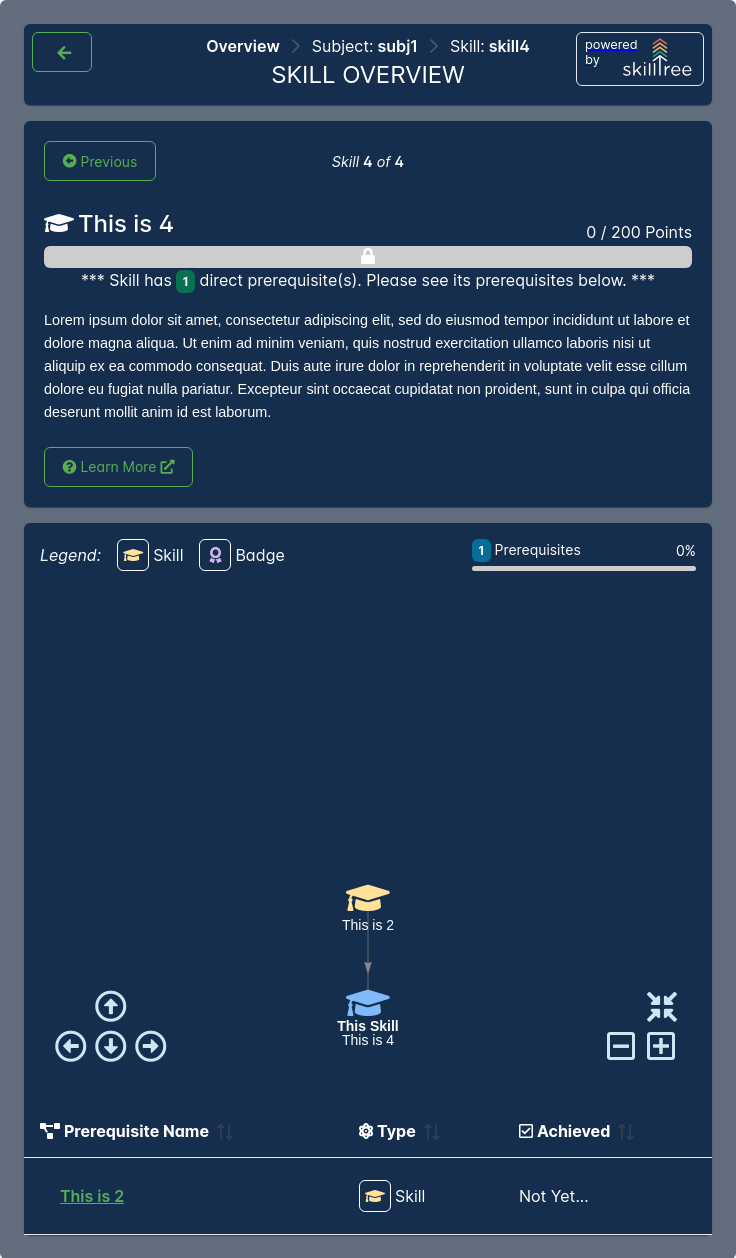 Overview Subject: subj1 Skill: skill4
SKILL OVERVIEW
powered
by
skilltree
Previous
Skill 4 of 4
This is 4
0 / 200 Points
*** Skill has 1 direct prerequisite(s). Please see its prerequisites below. ***
Lorem ipsum dolor sit amet, consectetur adipiscing elit, sed do eiusmod tempor incididunt ut labore et
dolore magna aliqua. Ut enim ad minim veniam, quis nostrud exercitation ullamco laboris nisi ut
aliquip ex ea commodo consequat. Duis aute irure dolor in reprehenderit in voluptate velit esse cillum
dolore eu fugiat nulla pariatur. Excepteur sint occaecat cupidatat non proident, sunt in culpa qui officia
deserunt mollit anim id est laborum.
Learn More
Legend: Skill Badge
1 Prerequisites 0%
This is 2
This Skill
This is 4
Prerequisite Name Type Achieved
This is 2 Skill Not Yet...